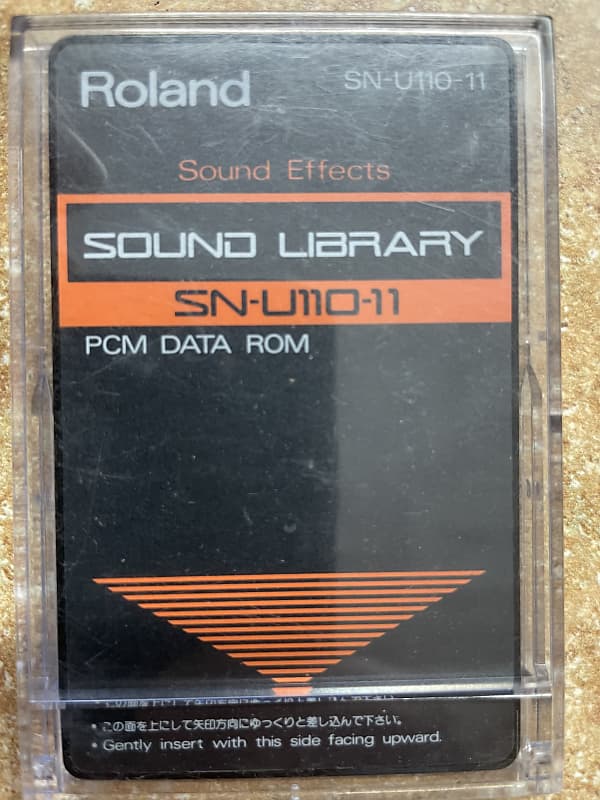 Roland
SN-U110-11
Sound Effects
SOUND LIBRARY
SN-U110-11
PCM DATA ROM
• この面を上にして矢印方向にゆっくりと差し込んで下さい。
• Gently insert with this side facing upward.